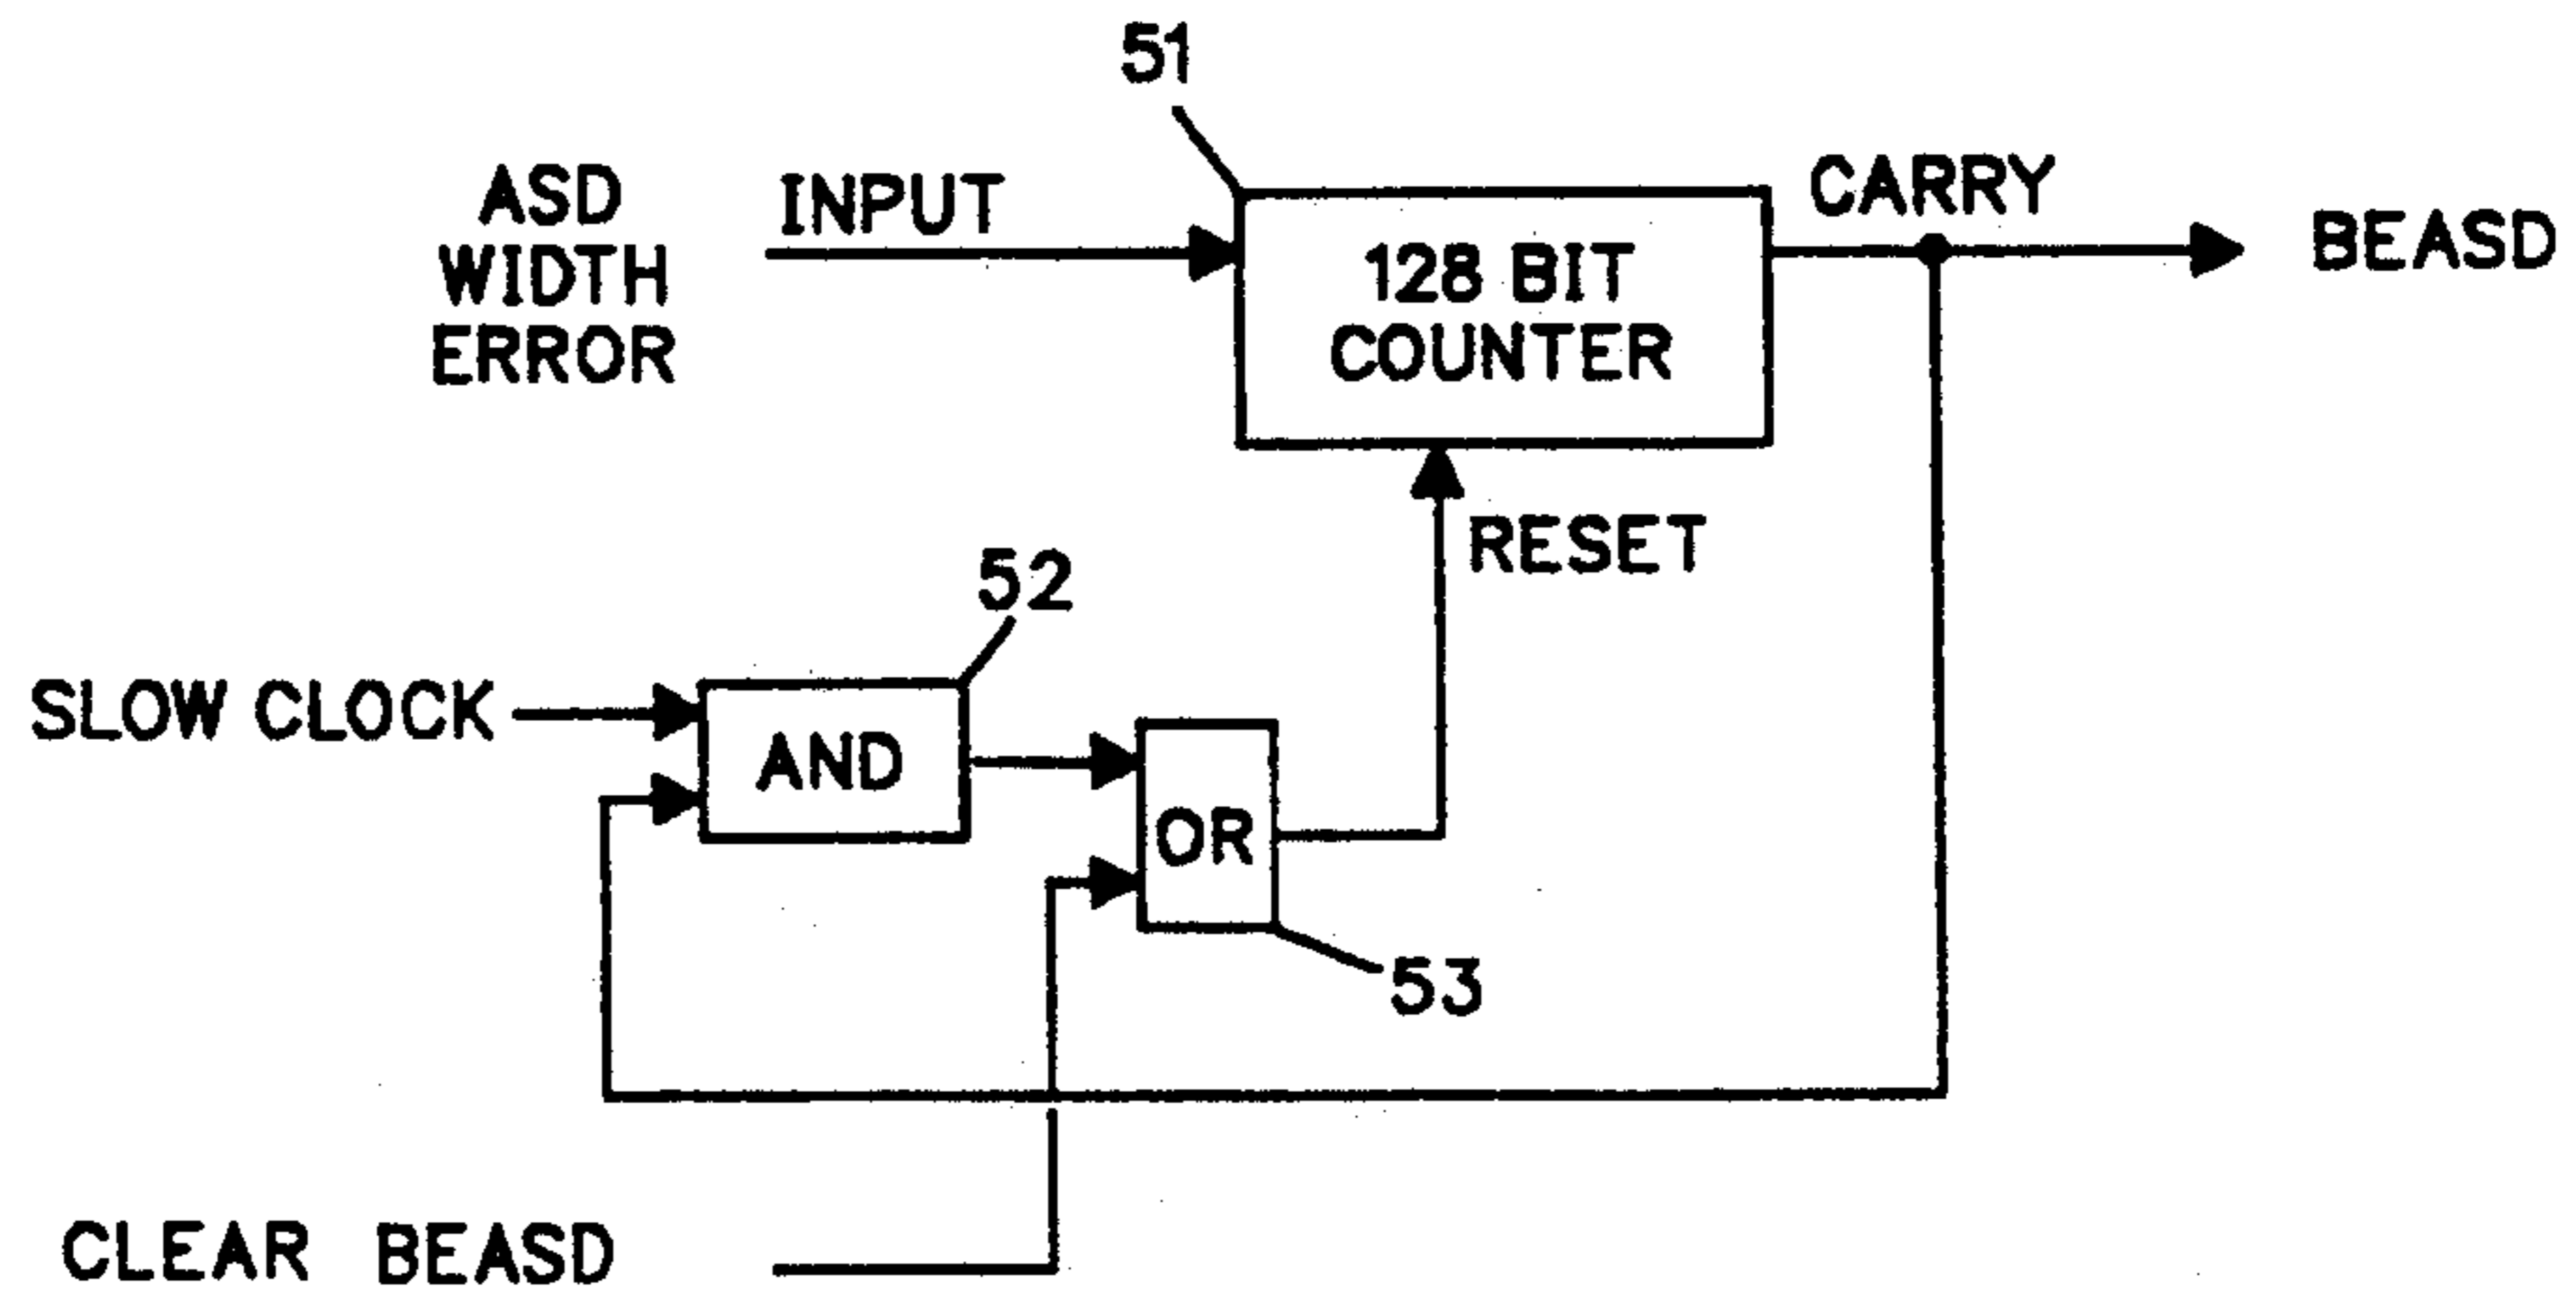 51
ASD
WIDTH
ERROR
INPUT
128 BIT
COUNTER
CARRY
BEASD
RESET
52
SLOW CLOCK
AND
OR
53
CLEAR BEASD